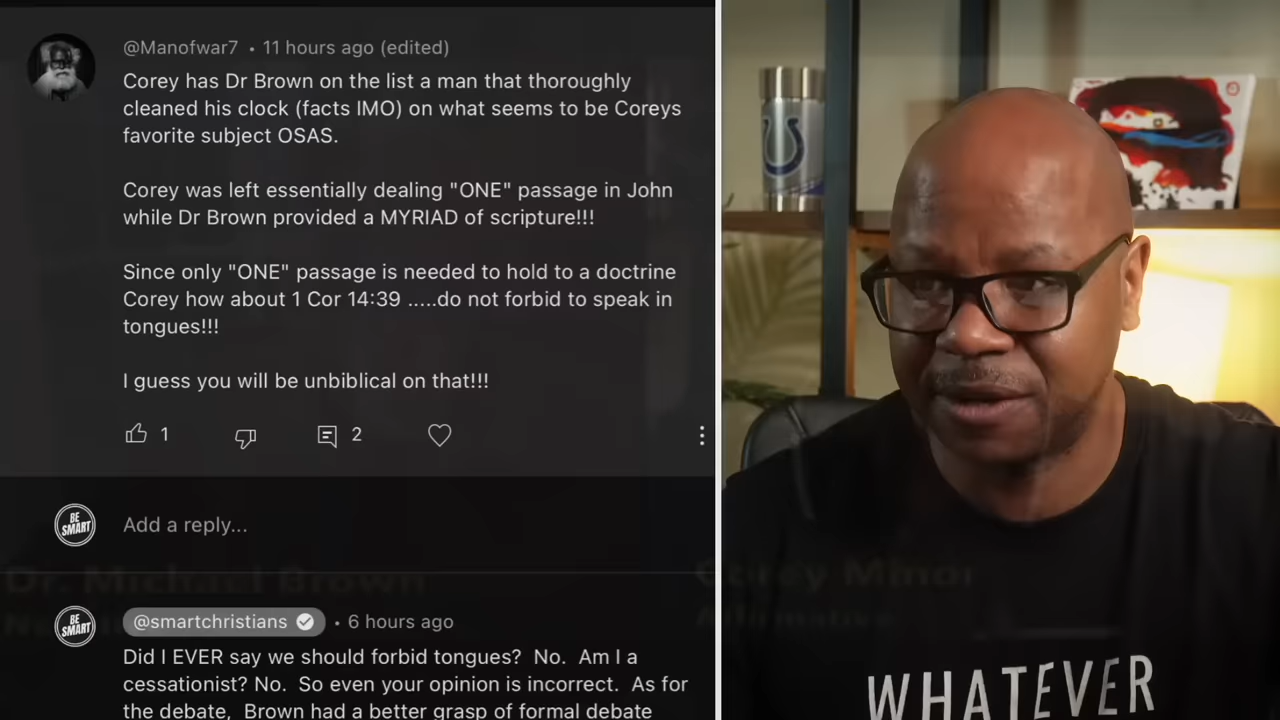 @Manofwar7 • 11 hours ago (edited)
Corey has Dr Brown on the list a man that thoroughly
cleaned his clock (facts IMO) on what seems to be Coreys
favorite subject OSAS.
Corey was left essentially dealing "ONE" passage in John
while Dr Brown provided a MYRIAD of scripture!!!
Since only "ONE" passage is needed to hold to a doctrine
Corey how about 1 Cor 14:39 .....do not forbid to speak in
tongues!!!
I guess you will be unbiblical on that!!!
1
2
BE SMART
Add a reply...
Dr. Michael Brown
BE SMART
@smartchristians • 6 hours ago
Did I EVER say we should forbid tongues? No. Am I a
cessationist? No. So even your opinion is incorrect. As for
the debate, Brown had a better grasp of formal debate
Corey Minor
Affirmative
WHATEVER